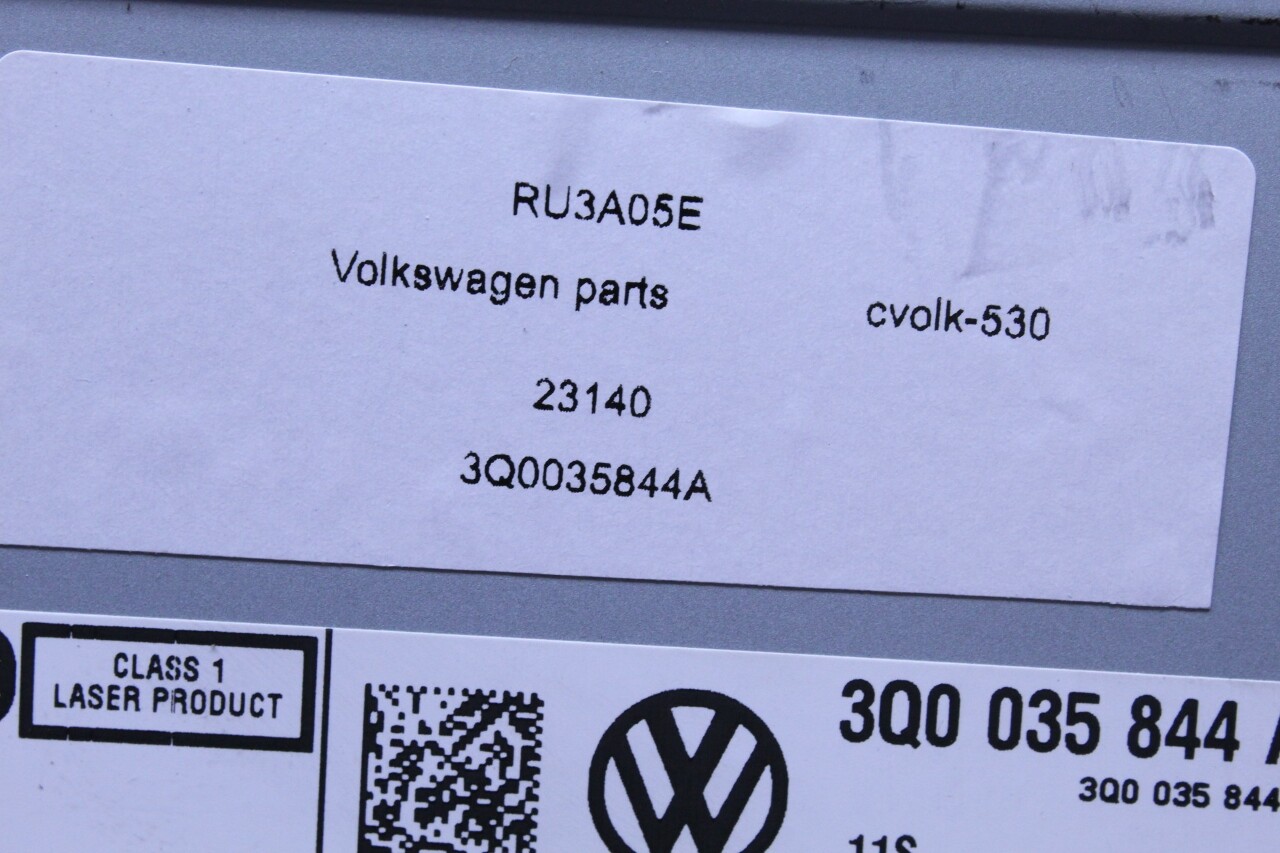 RU3A05E
Volkswagen parts
cvolk-530
23140
3Q0035844A
CLASS 1
LASER PRODUCT
3Q0 035 844
3Q0 035 844
11S